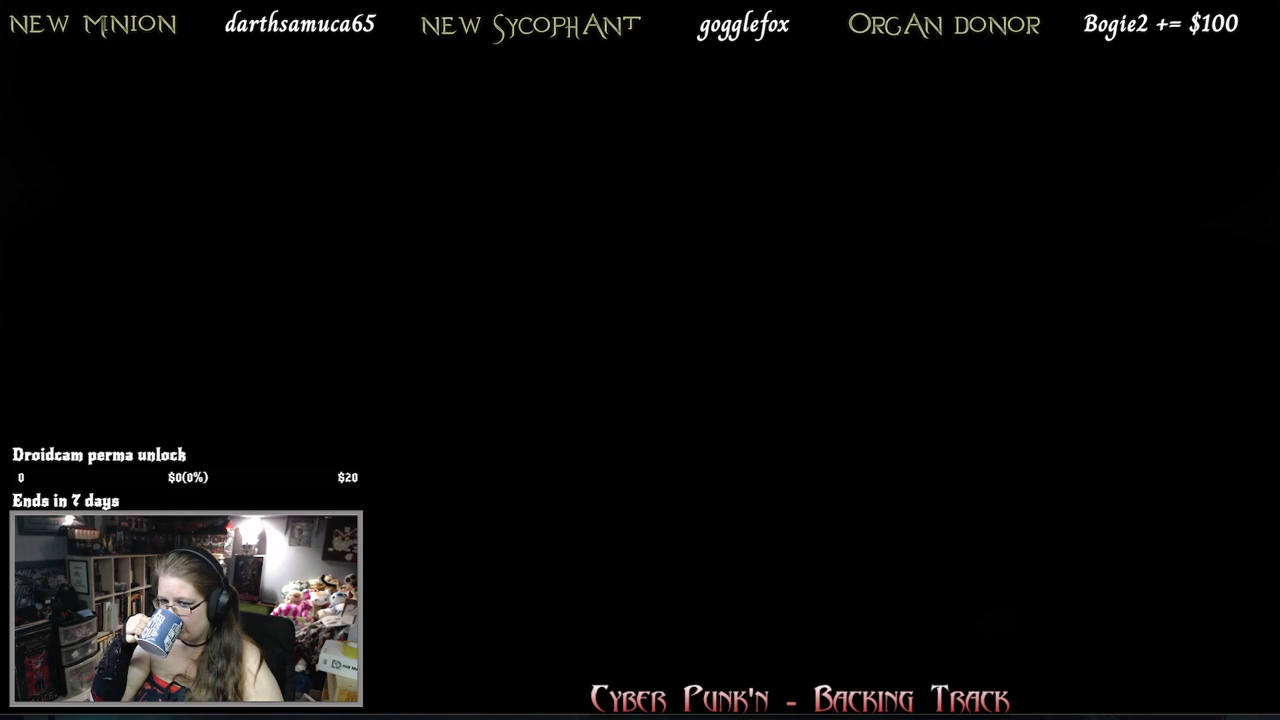 NEW MINION darthsamuca65 NEW SYCOPHANT gogglefox ORGAN DONOR Bogie2 += $100
Droidcam perma unlock
0 $0(0%) $20
Ends in 7 days
CYBER PUNK'N - BACKING TRACK